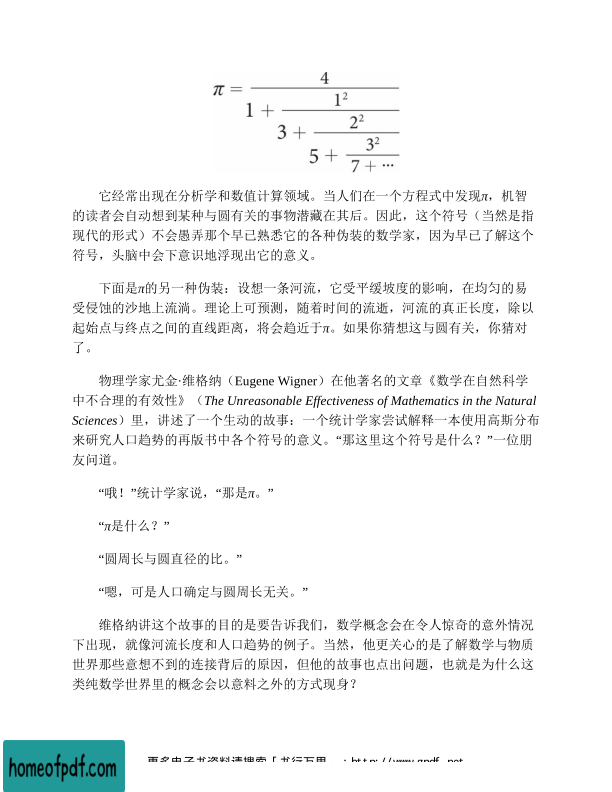 π = 4
1 + 1²
3 + 2²
5 + 3²
7 + ···
它经常出现在分析学和数值计算领域。当人们在一个方程式中发现π，机智
的读者会自动想到某种与圆有关的事物潜藏在其后。因此，这个符号（当然是指
现代的形式）不会愚弄那个早已熟悉它的各种伪装的数学家，因为早已了解这个
符号，头脑中会下意识地浮现出它的意义。
下面是π的另一种伪装：设想一条河流，它受平缓坡度的影响，在均匀的易
受侵蚀的沙地上流淌。理论上可预测，随着时间的流逝，河流的真正长度，除以
起始点与终点之间的直线距离，将会趋近于π。如果你猜想这与圆有关，你猜对
了。
物理学家尤金·维格纳（Eugene Wigner）在他著名的文章《数学在自然科学
中不合理的有效性》（The Unreasonable Effectiveness of Mathematics in the Natural
Sciences）里，讲述了一个生动的故事：一个统计学家尝试解释一本使用高斯分布
来研究人口趋势的再版书中各个符号的意义。“那这里这个符号是什么？”一位朋
友问道。
“哦！”统计学家说，“那是π。”
“π是什么？”
“圆周长与圆直径的比。”
“嗯，可是人口确定与圆周长无关。”
维格纳讲这个故事的目的是要告诉我们，数学概念会在令人惊奇的意外情况
下出现，就像河流长度和人口趋势的例子。当然，他更关心的是了解数学与物质
世界那些意想不到的连接背后的原因，但他的故事也点出问题，也就是为什么这
类纯数学世界里的概念会以意料之外的方式现身？
更多电子书资料请搜索「书行万里
homeofpdf.com